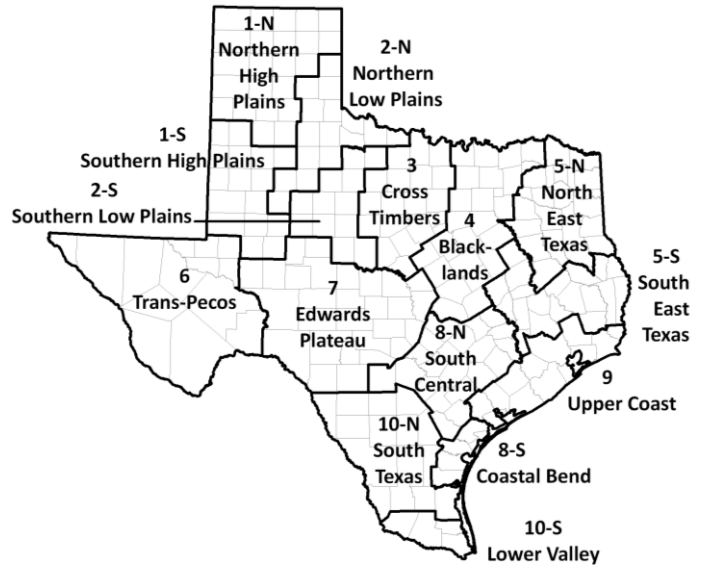 1-N
Northern
High
Plains
2-N
Northern
Low Plains
1-S
Southern High Plains
2-S
Southern Low Plains
3
Cross
Timbers
4
Black-
lands
5-N
North
East
Texas
5-S
South
East
Texas
6
Trans-Pecos
7
Edwards
Plateau
8-N
South
Central
9
Upper Coast
10-N
South
Texas
8-S
Coastal Bend
10-S
Lower Valley